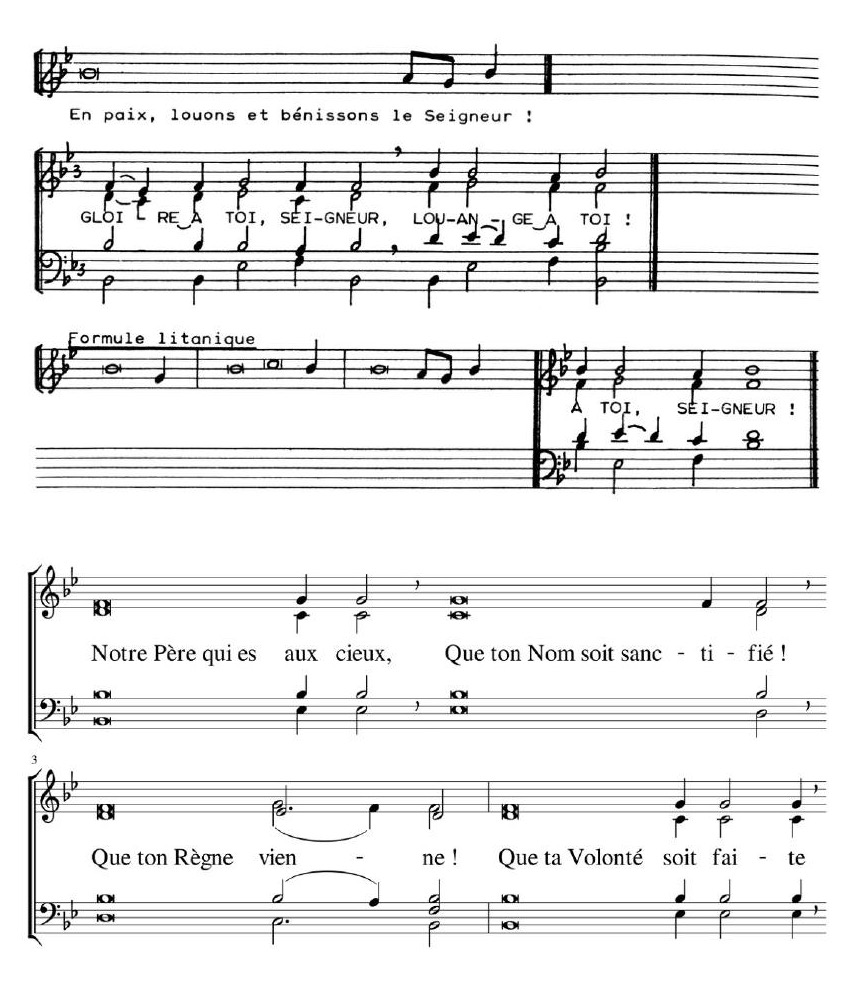 En paix, louons et bénissons le Seigneur !
3
GLOI - RE A TOI, SEI-GNEUR, LOU-AN - GE A TOI !
3
Formule litanique
A TOI, SEI-GNEUR !
Notre Père qui es aux cieux, Que ton Nom soit sanc - ti - fié !
3
Que ton Règne vien - ne ! Que ta Volonté soit fai - te